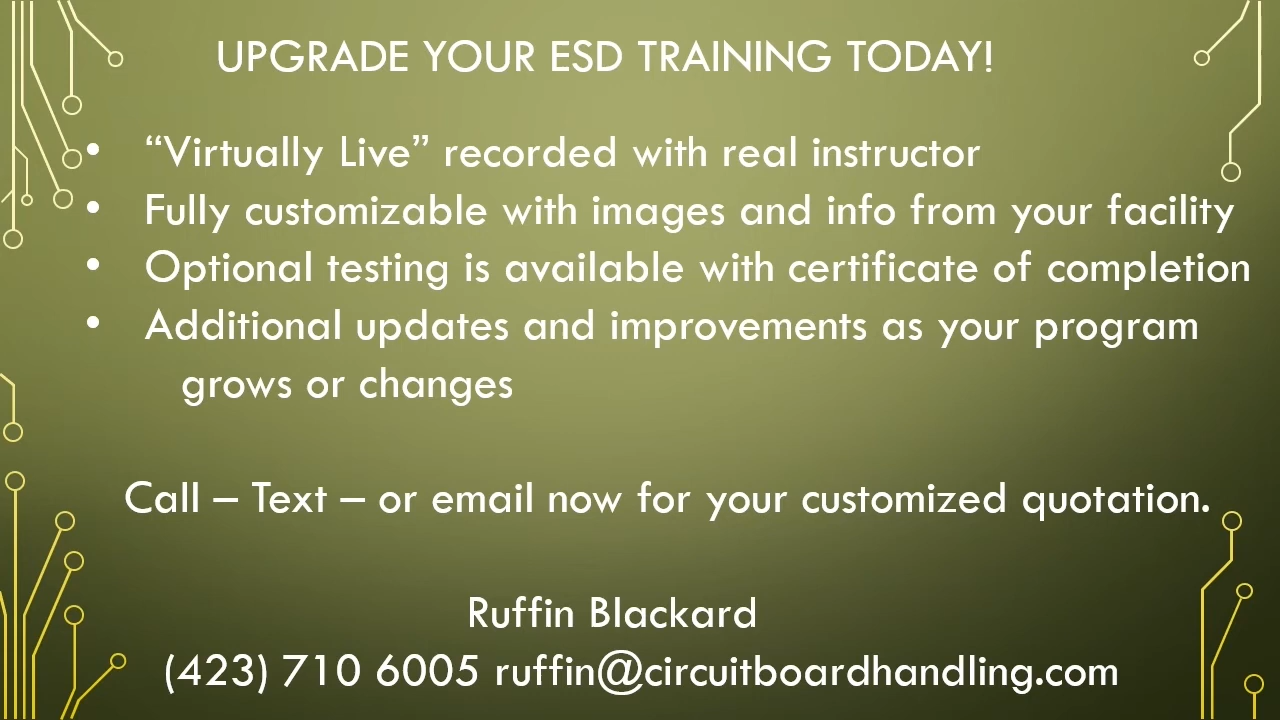 UPGRADE YOUR ESD TRAINING TODAY!
• “Virtually Live” recorded with real instructor
• Fully customizable with images and info from your facility
• Optional testing is available with certificate of completion
• Additional updates and improvements as your program
grows or changes
Call – Text – or email now for your customized quotation.
Ruffin Blackard
(423) 710 6005 ruffin@circuitboardhandling.com